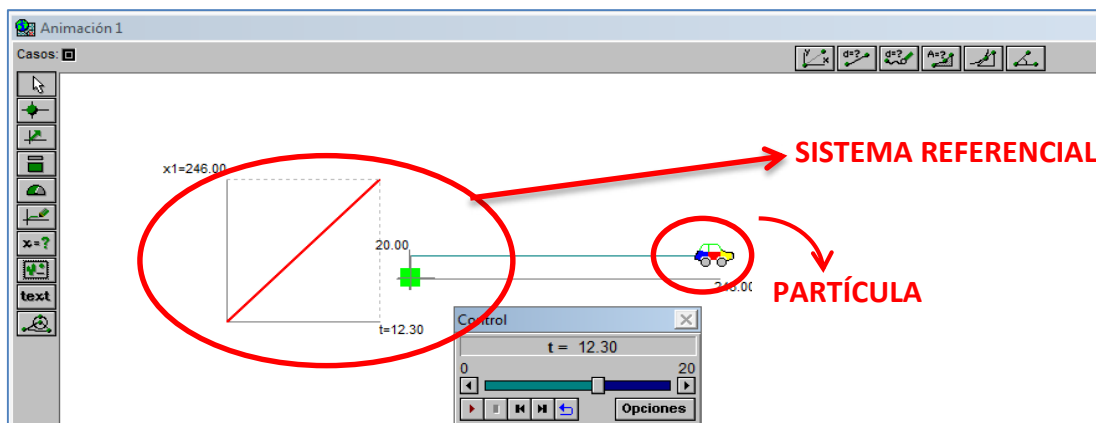 Animación 1
Casos:
y x d=? d=? A=?
x1=246.00
SISTEMA REFERENCIAL
20.00
x=?
text
t=12.30
PARTÍCULA
Control
t = 12.30
0 20
Opciones